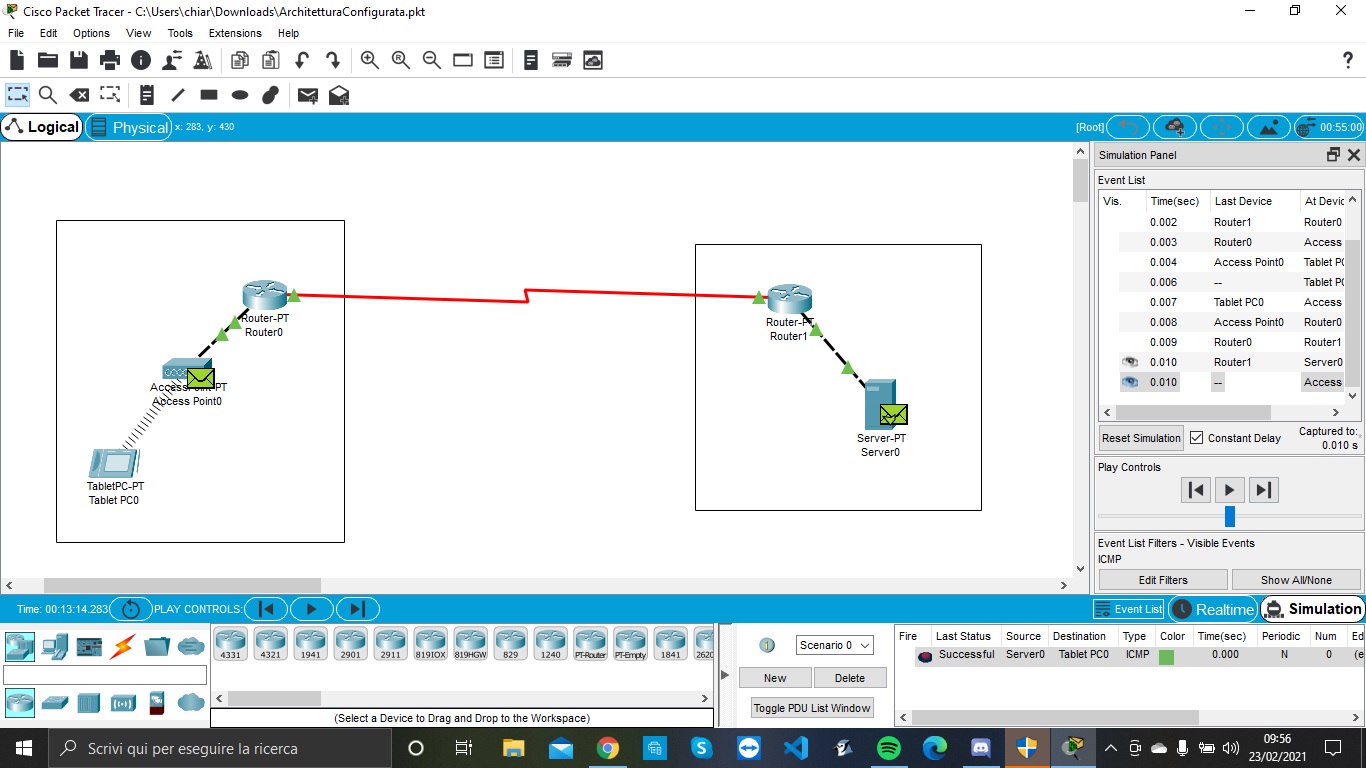 Cisco Packet Tracer - C:\Users\chiar\Downloads\ArchitetturaConfigurata.pkt
File Edit Options View Tools Extensions Help
Logical Physical x: 283, y: 430 [Root] 00:55:00
Simulation Panel
Event List
Vis. Time(sec) Last Device At Devic
0.002 Router1 Router0
0.003 Router0 Access
0.004 Access Point0 Tablet PC
0.006 -- Tablet PC
0.007 Tablet PC0 Access
0.008 Access Point0 Router0
0.009 Router0 Router1
0.010 Router1 Server0
0.010 -- Access
Reset Simulation Constant Delay Captured to:
0.010 s
Play Controls
Event List Filters - Visible Events
ICMP
Edit Filters Show All/None
Router-PT
Router0
AccessPoint-PT
Access Point0
TabletPC-PT
Tablet PC0
Router-PT
Router1
Server-PT
Server0
Time: 00:13:14.283 PLAY CONTROLS: Event List Realtime Simulation
4331 4321 1941 2901 2911 819IOX 819HGW 829 1240 PT-Router PT-Empty 1841 2620
(Select a Device to Drag and Drop to the Workspace)
Scenario 0
New Delete
Toggle PDU List Window
Fire Last Status Source Destination Type Color Time(sec) Periodic Num Ed
Successful Server0 Tablet PC0 ICMP 0.000 N 0 (e
Scrivi qui per eseguire la ricerca
09:56
23/02/2021